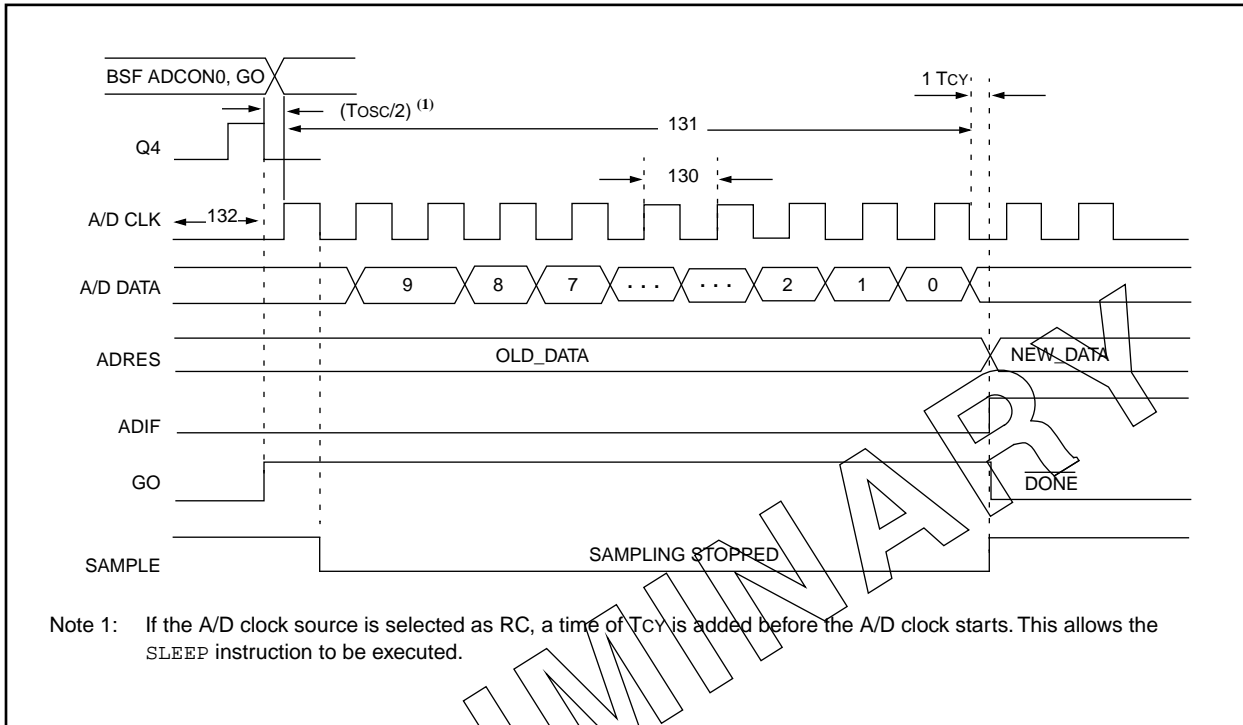 BSF ADCON0, GO
1 TCY
(TOSC/2) (1)
131
Q4
130
A/D CLK
132
A/D DATA
9 8 7 . . . . . . 2 1 0
ADRES
OLD_DATA
NEW_DATA
ADIF
GO
DONE
SAMPLE
SAMPLING STOPPED
Note 1: If the A/D clock source is selected as RC, a time of TCY is added before the A/D clock starts. This allows the
SLEEP instruction to be executed.
IMINARY